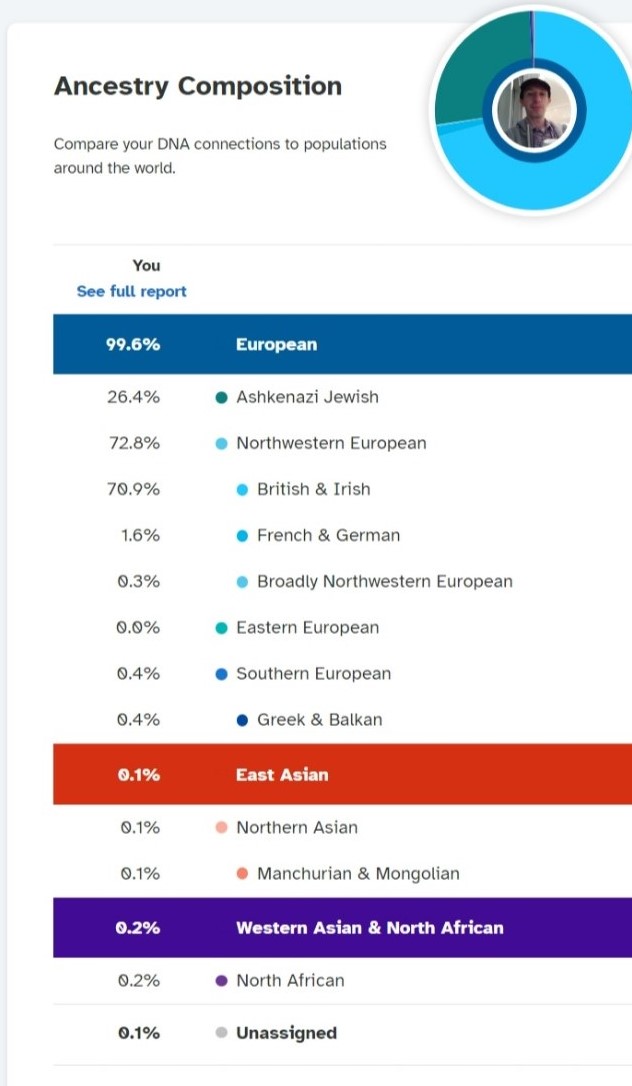 Ancestry Composition
Compare your DNA connections to populations
around the world.
You
See full report
99.6% European
26.4% Ashkenazi Jewish
72.8% Northwestern European
70.9% British & Irish
1.6% French & German
0.3% Broadly Northwestern European
0.0% Eastern European
0.4% Southern European
0.4% Greek & Balkan
0.1% East Asian
0.1% Northern Asian
0.1% Manchurian & Mongolian
0.2% Western Asian & North African
0.2% North African
0.1% Unassigned